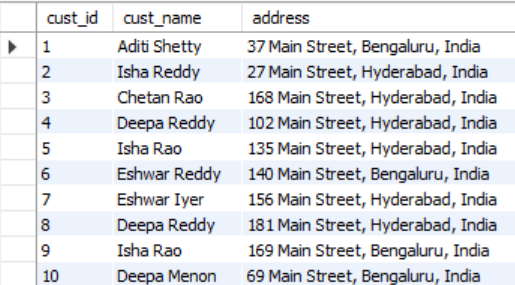 cust_id cust_name address
1 Aditi Shetty 37 Main Street, Bengaluru, India
2 Isha Reddy 27 Main Street, Hyderabad, India
3 Chetan Rao 168 Main Street, Hyderabad, India
4 Deepa Reddy 102 Main Street, Hyderabad, India
5 Isha Rao 135 Main Street, Hyderabad, India
6 Eshwar Reddy 140 Main Street, Bengaluru, India
7 Eshwar Iyer 156 Main Street, Hyderabad, India
8 Deepa Reddy 181 Main Street, Hyderabad, India
9 Isha Rao 169 Main Street, Bengaluru, India
10 Deepa Menon 69 Main Street, Bengaluru, India